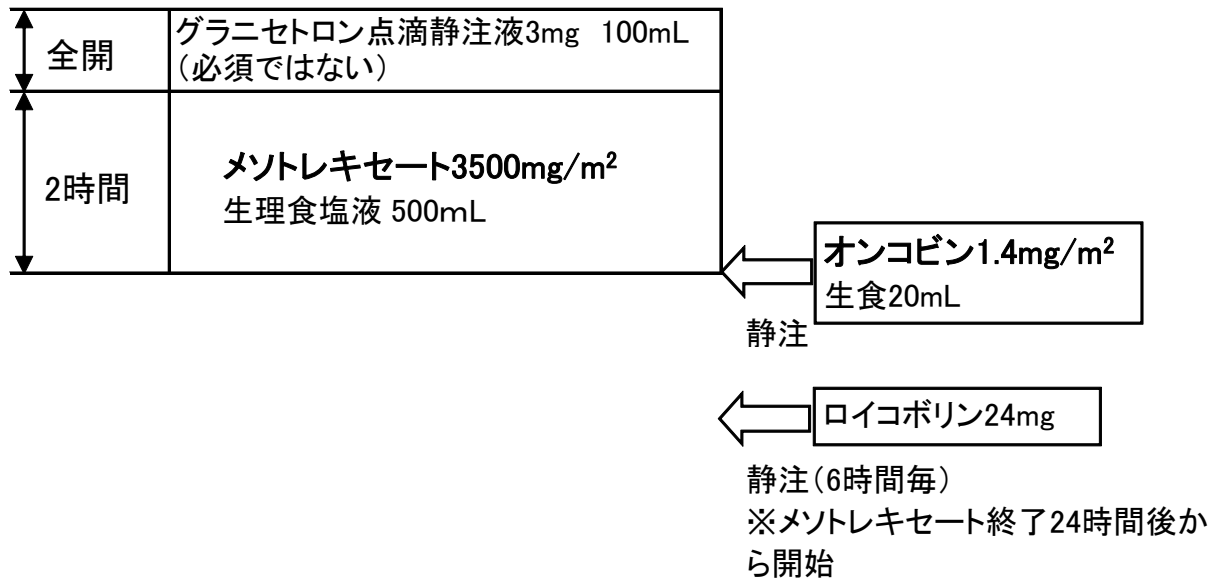 全開
グラニセトロン点滴静注液3mg 100mL
（必須ではない）
2時間
メソトレキセート3500mg/m²
生理食塩液 500mL
オンコビン1.4mg/m²
生食20mL
静注
ロイコボリン24mg
静注（6時間毎）
※メソトレキセート終了24時間後か
ら開始